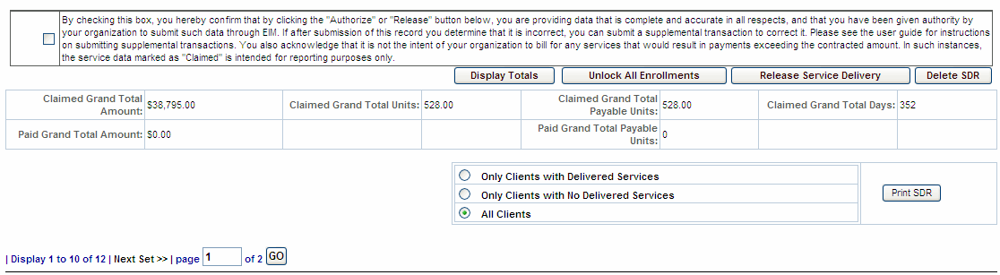 By checking this box, you hereby confirm that by clicking the "Authorize" or "Release" button below, you are providing data that is complete and accurate in all respects, and that you have been given authority by
your organization to submit such data through EIM. If after submission of this record you determine that it is incorrect, you can submit a supplemental transaction to correct it. Please see the user guide for instructions
on submitting supplemental transactions. You also acknowledge that it is not the intent of your organization to bill for any services that would result in payments exceeding the contracted amount. In such instances,
the service data marked as "Claimed" is intended for reporting purposes only.
Display Totals Unlock All Enrollments Release Service Delivery Delete SDR
Claimed Grand Total
Amount: $38,795.00 Claimed Grand Total Units: 528.00 Claimed Grand Total
Payable Units: 528.00 Claimed Grand Total Days: 352
Paid Grand Total Amount: $0.00 Paid Grand Total Payable
Units: 0
Only Clients with Delivered Services
Only Clients with No Delivered Services
All Clients
Print SDR
| Display 1 to 10 of 12 | Next Set >> | page 1 of 2 GO